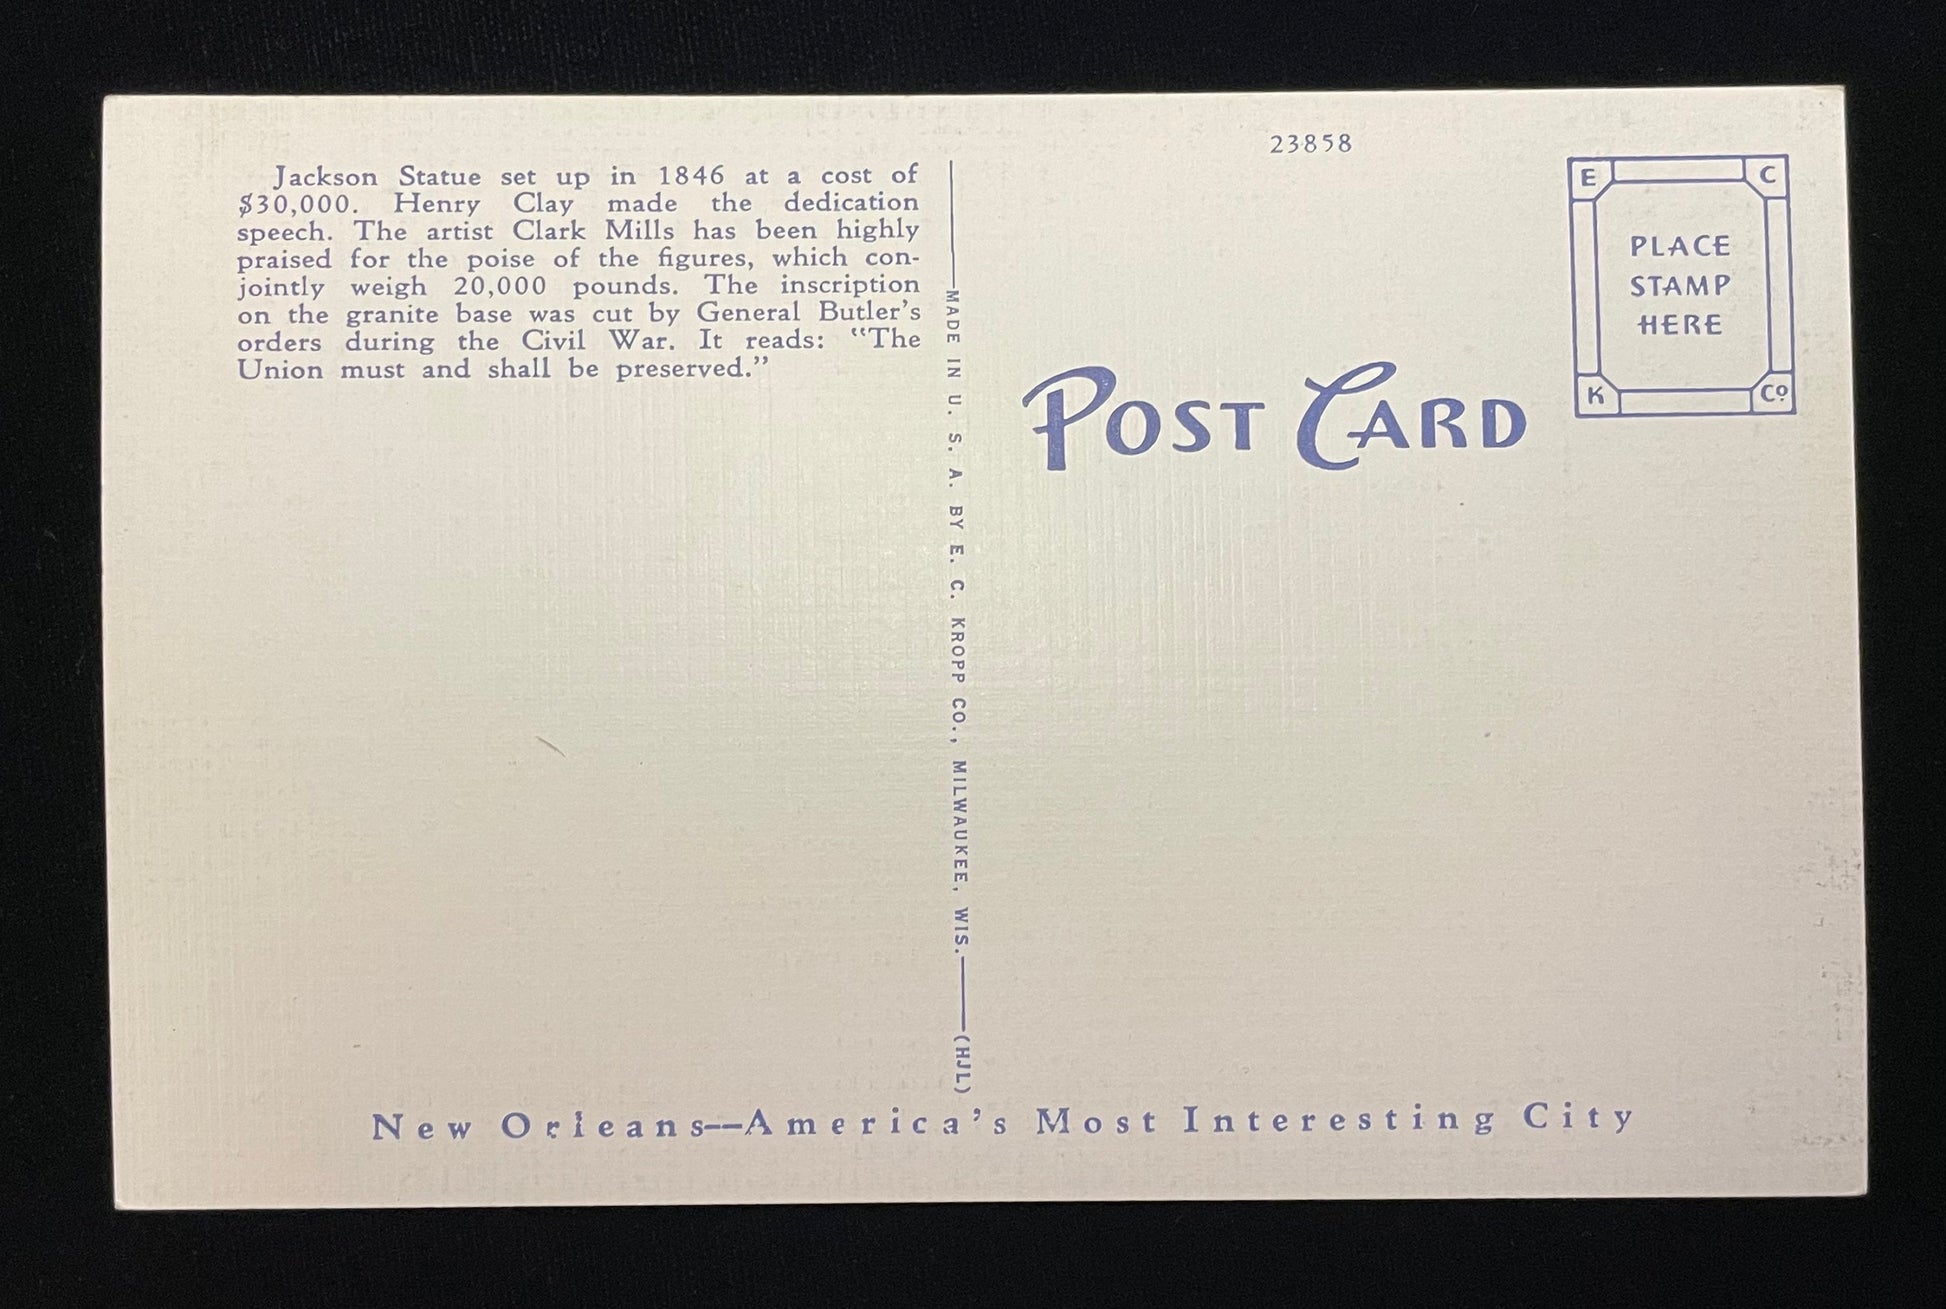 Jackson Statue set up in 1846 at a cost of
$30,000. Henry Clay made the dedication
speech. The artist Clark Mills has been highly
praised for the poise of the figures, which con-
jointly weigh 20,000 pounds. The inscription
on the granite base was cut by General Butler's
orders during the Civil War. It reads: "The
Union must and shall be preserved."
MADE IN U. S. A. BY E. C. KROPP CO., MILWAUKEE, WIS.
(HJL)
23858
E C
PLACE
STAMP
HERE
K Co
POST CARD
New Orleans—America's Most Interesting City